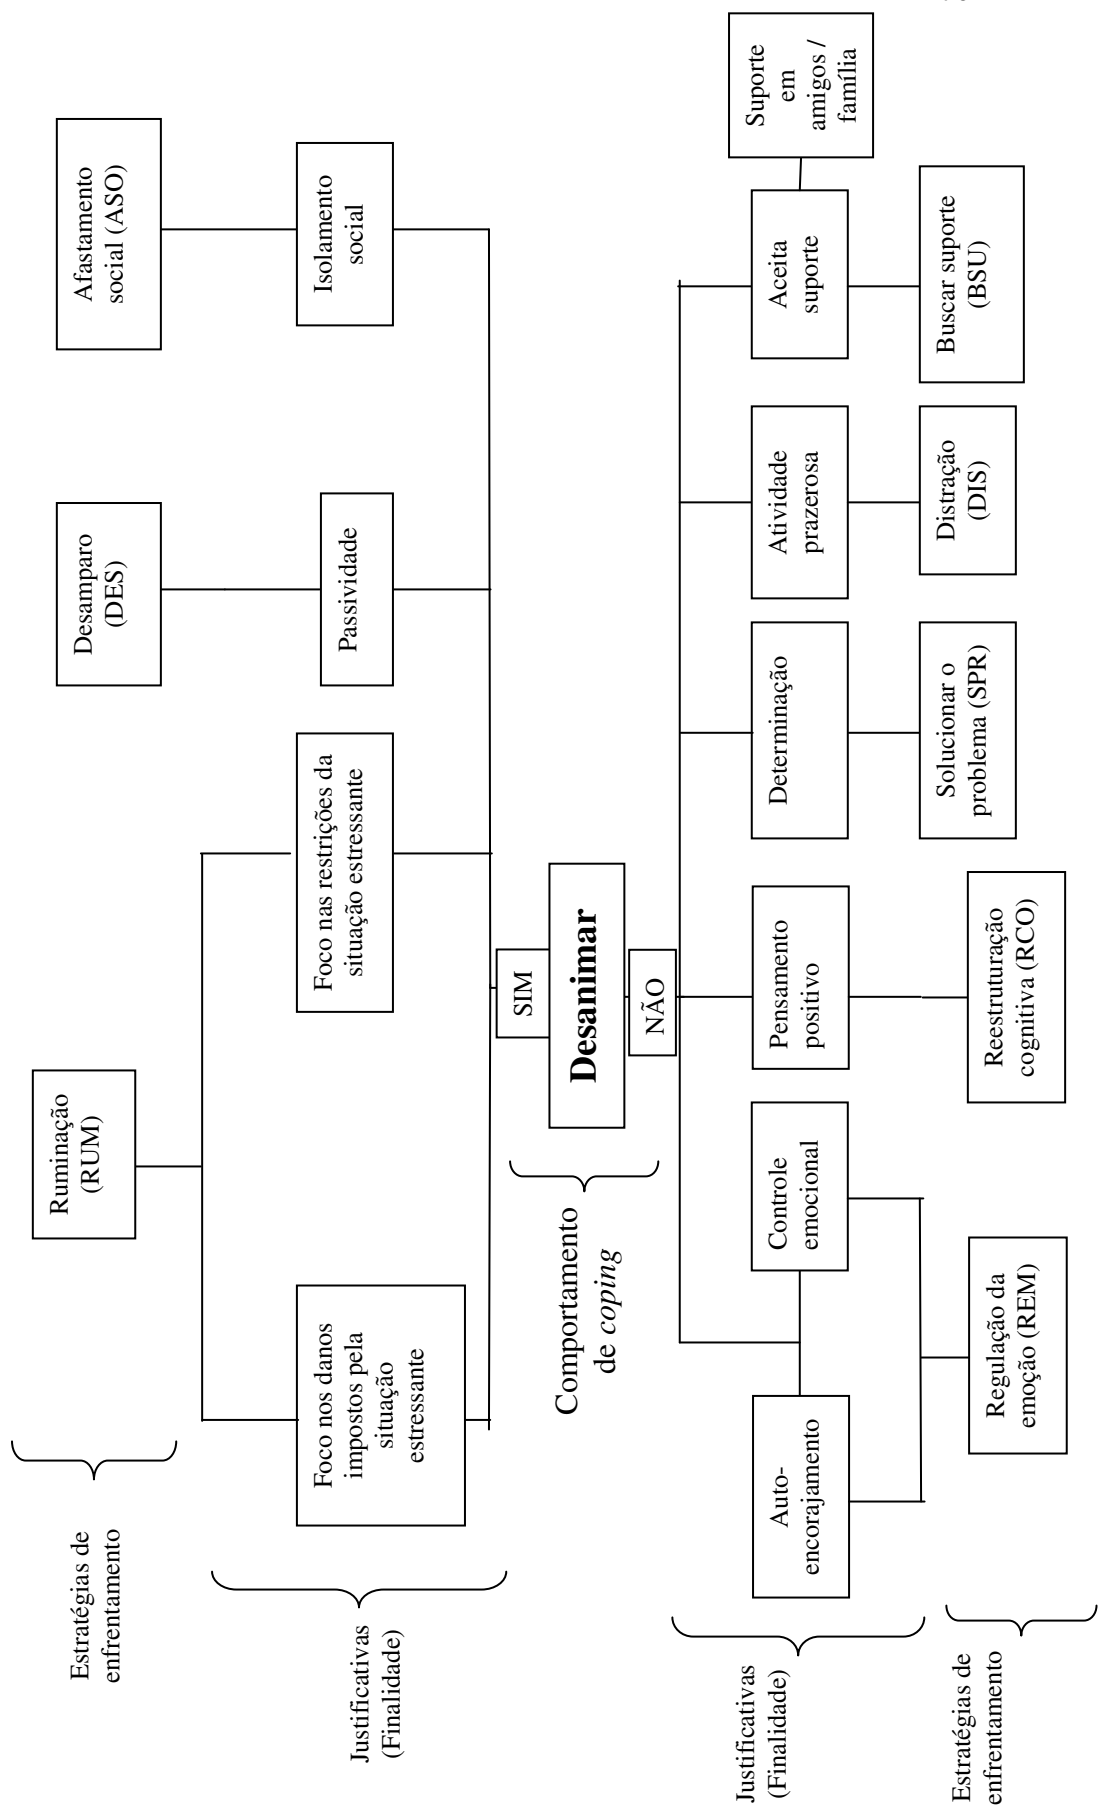 Estratégias de
enfrentamento
Ruminação
(RUM)
Desamparo
(DES)
Afastamento
social (ASO)
Justificativas
(Finalidade)
Foco nos danos
impostos pela
situação
estressante
Foco nas restrições da
situação estressante
Passividade
Isolamento
social
SIM
Comportamento
de coping
Desanimar
NÃO
Justificativas
(Finalidade)
Auto-
encorajamento
Controle
emocional
Pensamento
positivo
Determinação
Atividade
prazerosa
Aceita
suporte
Suporte
em
amigos /
família
Estratégias de
enfrentamento
Regulação da
emoção (REM)
Reestruturação
cognitiva (RCO)
Solucionar o
problema (SPR)
Distração
(DIS)
Buscar suporte
(BSU)